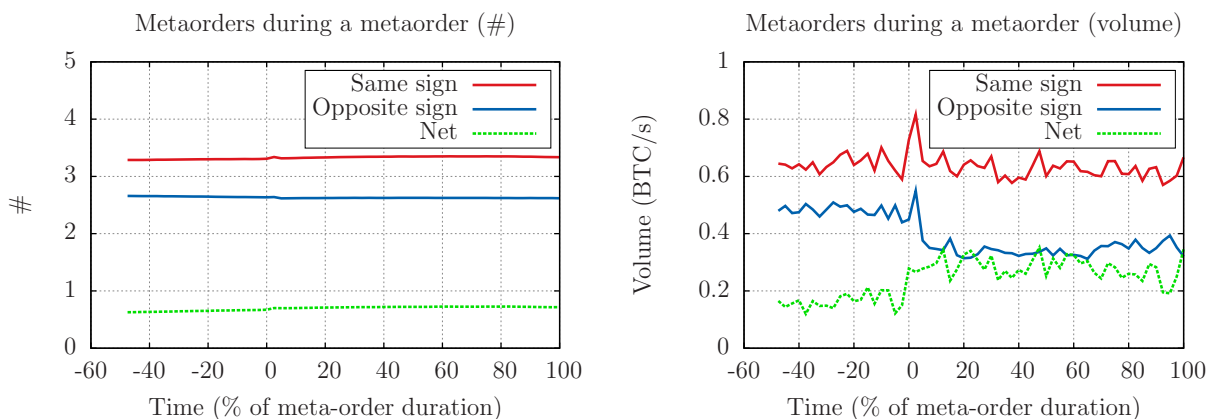 Metaorders during a metaorder (#)
5
4
3
2
1
0
-60 -40 -20 0 20 40 60 80 100
#
Time (% of meta-order duration)
Same sign
Opposite sign
Net
Metaorders during a metaorder (volume)
1
0.8
0.6
0.4
0.2
0
-60 -40 -20 0 20 40 60 80 100
Volume (BTC/s)
Time (% of meta-order duration)
Same sign
Opposite sign
Net